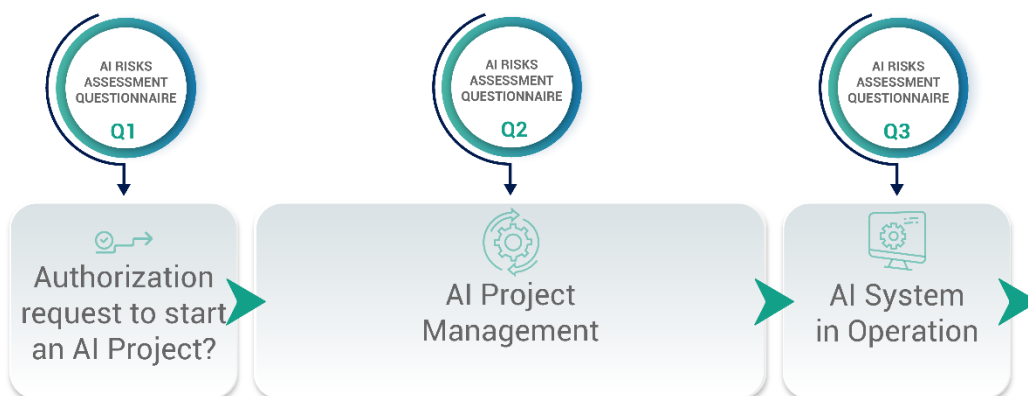 AI RISKS
ASSESSMENT
QUESTIONNAIRE
Q1
AI RISKS
ASSESSMENT
QUESTIONNAIRE
Q2
AI RISKS
ASSESSMENT
QUESTIONNAIRE
Q3
Authorization
request to start
an AI Project?
AI Project
Management
AI System
in Operation